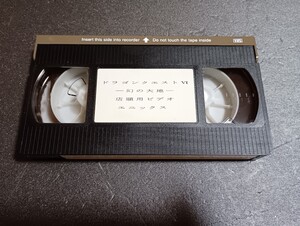 Insert this side into recorder
Do not touch the tape inside
VHS
ドラゴンクエストVI
―幻の大地―
店頭用ビデオ
エニックス